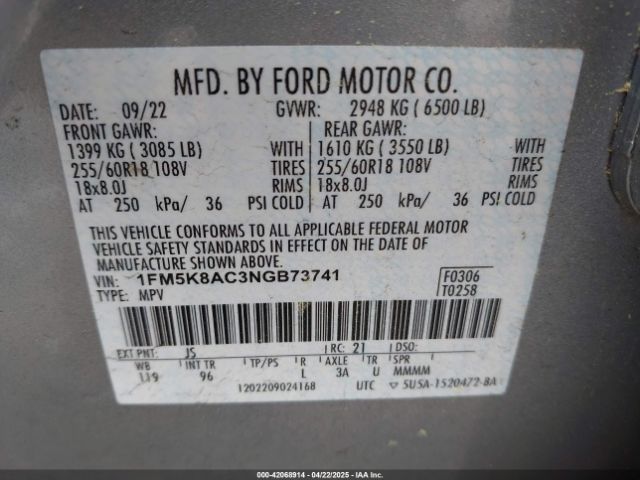 MFD. BY FORD MOTOR CO.
DATE: 09/22 GVWR: 2948 KG ( 6500 LB)
FRONT GAWR: REAR GAWR:
1399 KG ( 3085 LB) WITH 1610 KG ( 3550 LB) WITH
255/60R18 108V TIRES 255/60R18 108V TIRES
18x8.0J RIMS 18x8.0J RIMS
AT 250 kPa/ 36 PSI COLD AT 250 kPa/ 36 PSI COLD
THIS VEHICLE CONFORMS TO ALL APPLICABLE FEDERAL MOTOR
VEHICLE SAFETY STANDARDS IN EFFECT ON THE DATE OF
MANUFACTURE SHOWN ABOVE.
VIN: 1FM5K8AC3NGB73741 F0306
TYPE: MPV T0258
EXT PNT: JS RC: 21 DSO:
WB INT TR TP/PS R AXLE TR SPR
119 96 L 3A U MMMM
1202209024168 UTC 5USA-1520472-BA
000-42068914 - 04/22/2025 - IAAI.COM